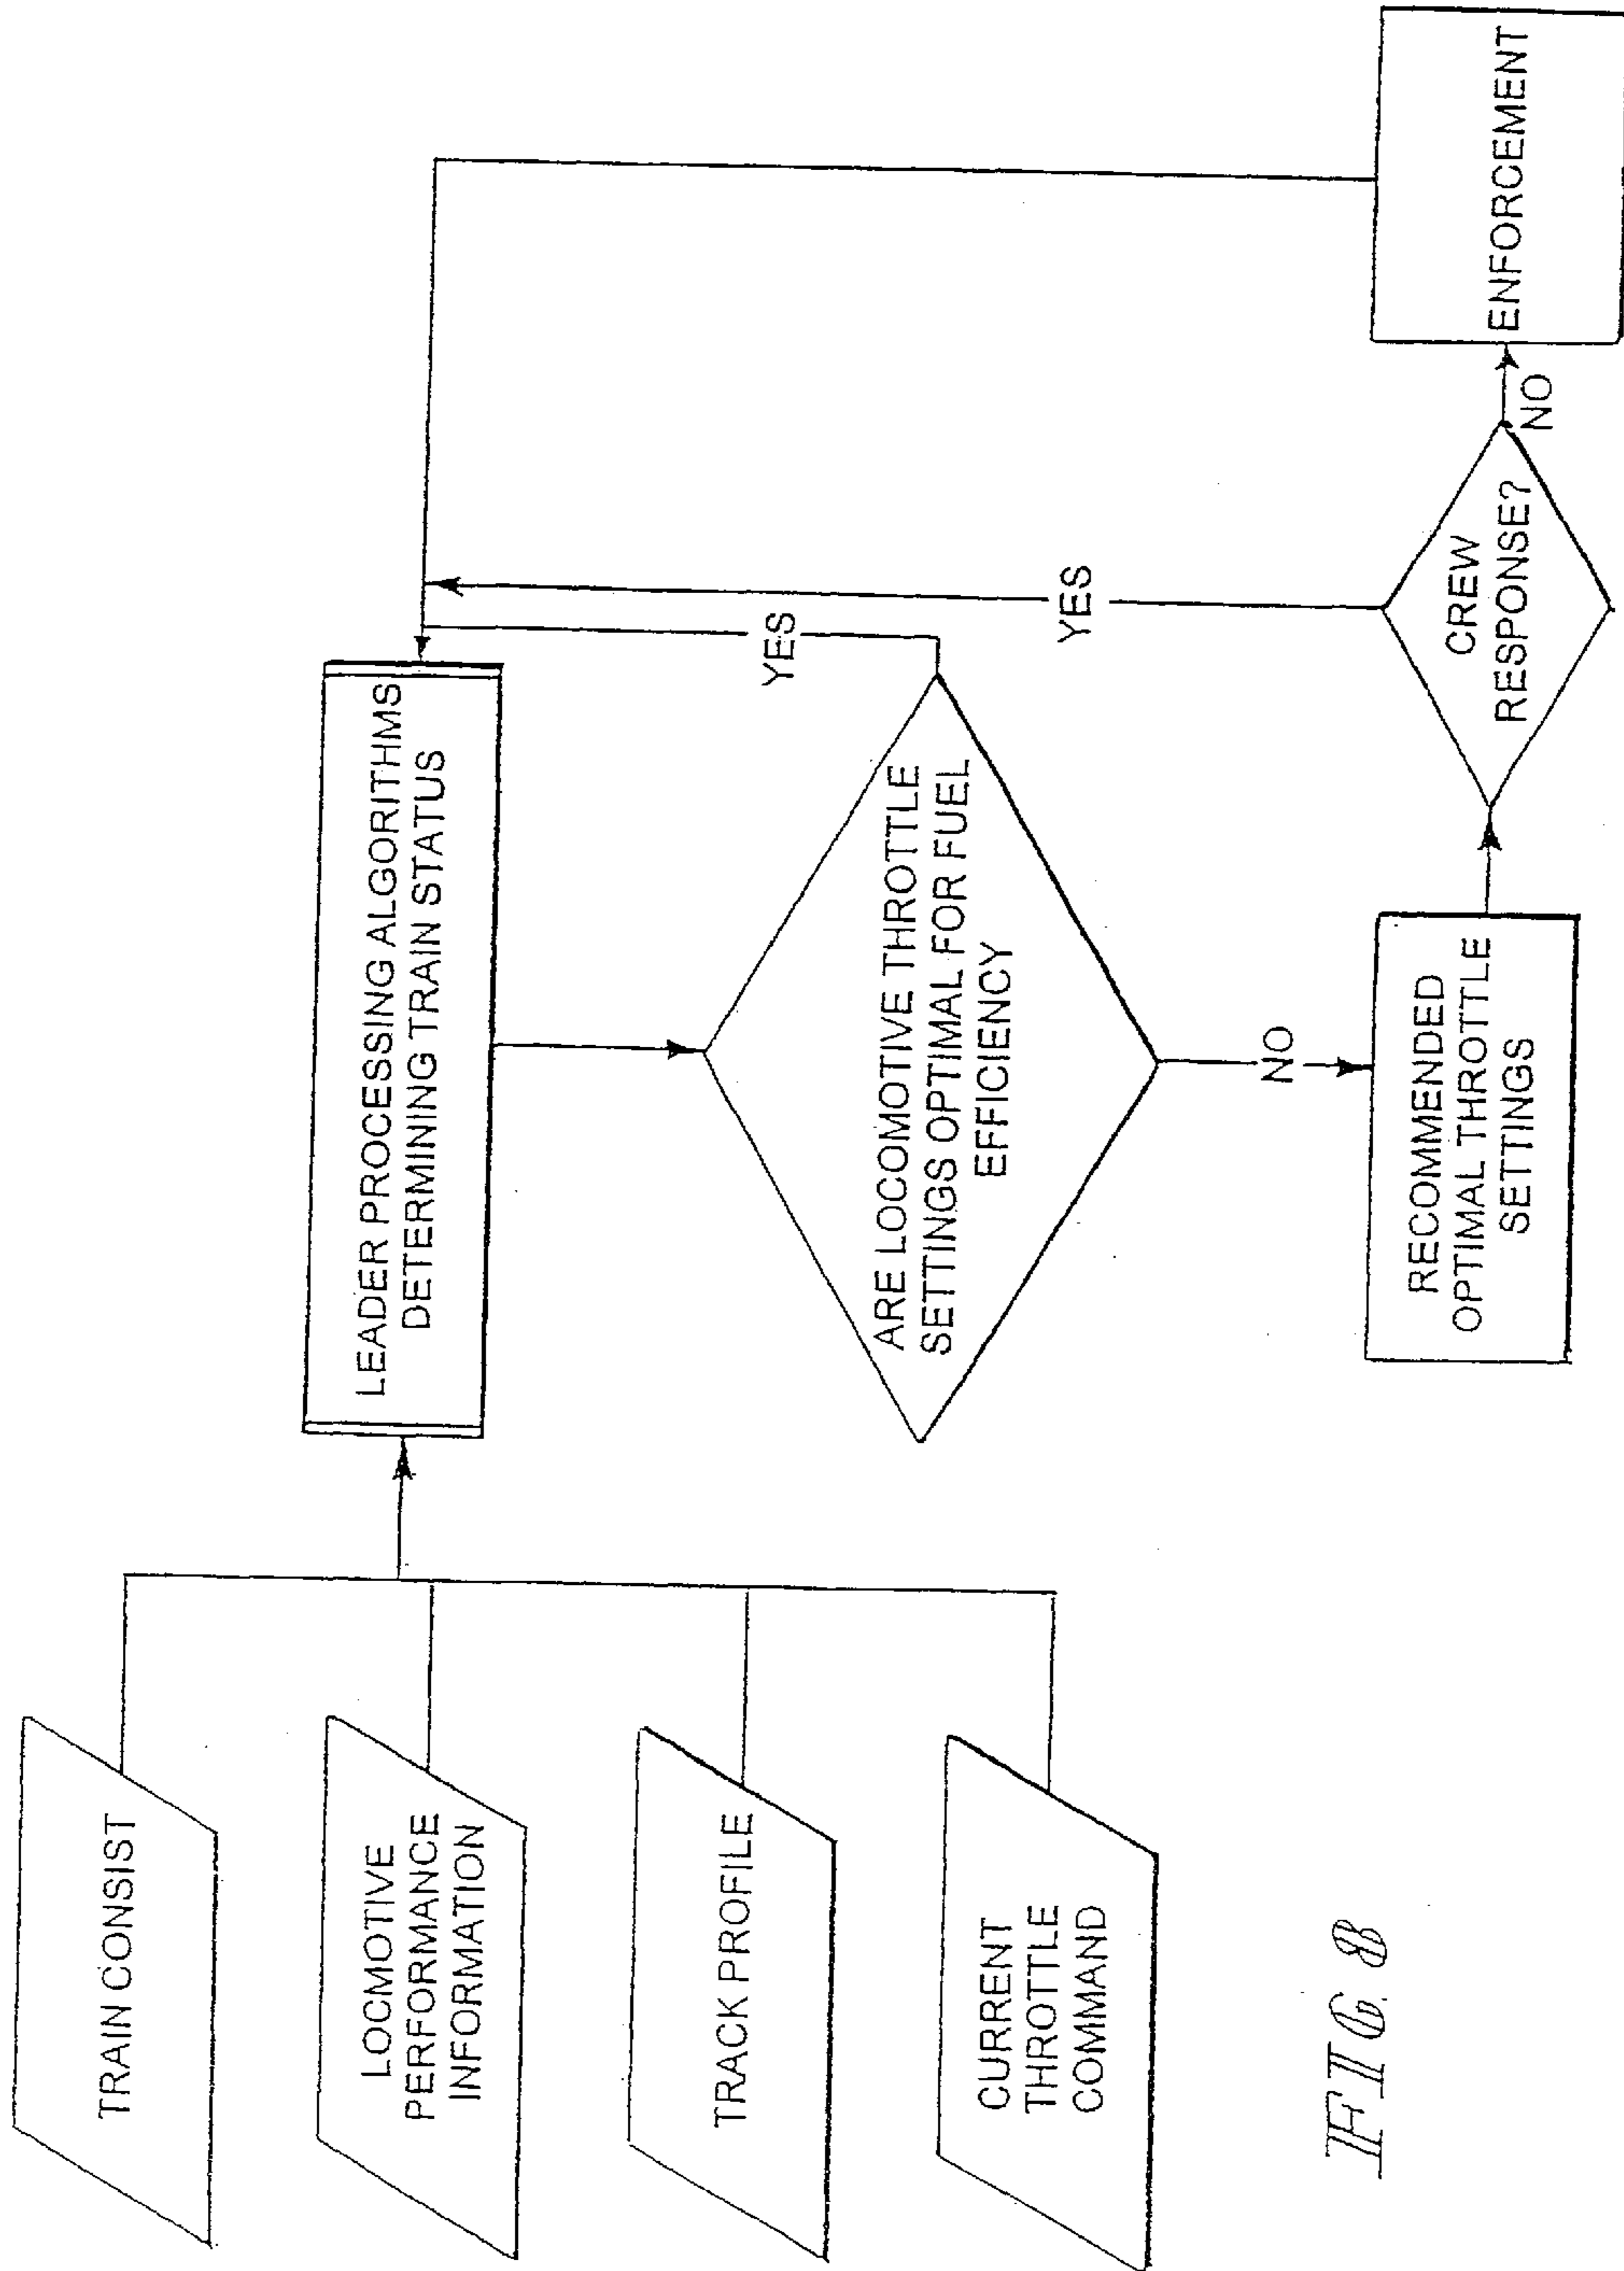 TRAIN CONSIST
LOCMOTIVE
PERFORMANCE
INFORMATION
TRACK PROFILE
CURRENT
THROTTLE
COMMAND
LEADER PROCESSING ALGORITHMS
DETERMINING TRAIN STATUS
ARE LOCOMOTIVE THROTTLE
SETTINGS OPTIMAL FOR FUEL
EFFICIENCY
YES
NO
RECOMMENDED
OPTIMAL THROTTLE
SETTINGS
CREW
RESPONSE?
YES
NO
ENFORCEMENT
FIG. 8